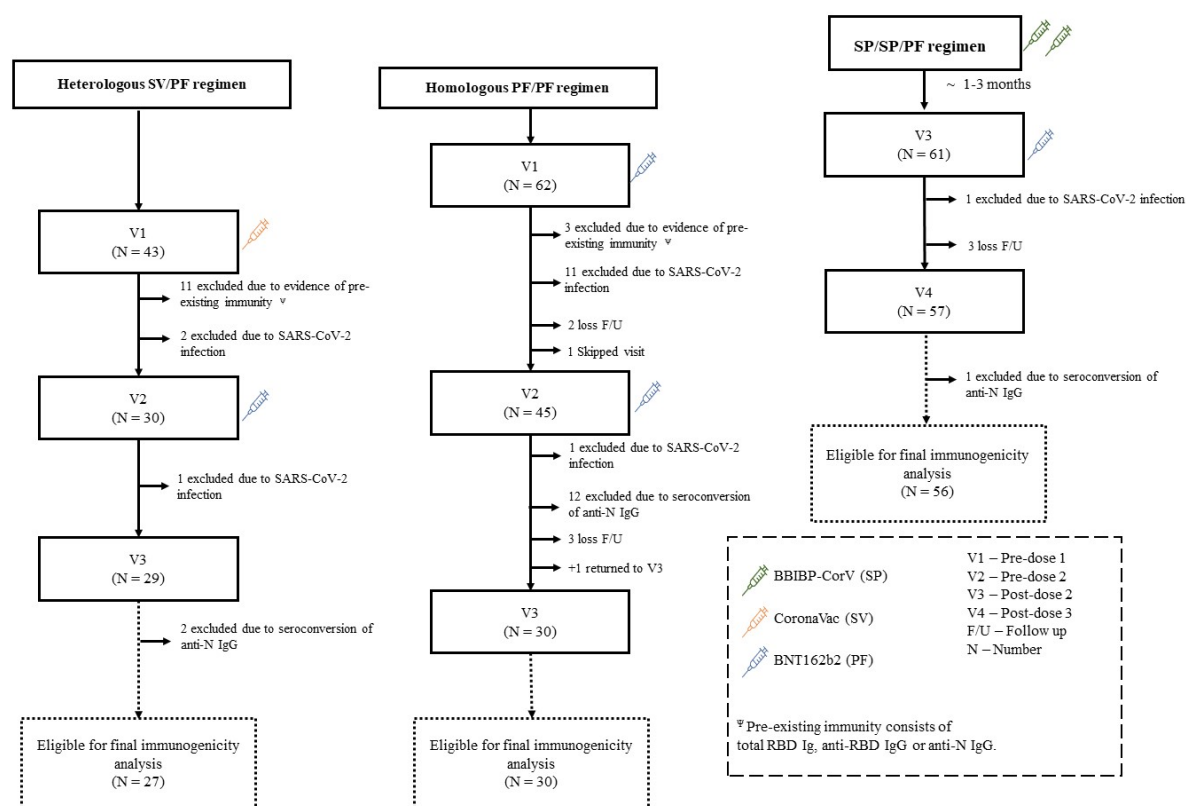 Heterologous SV/PF regimen
V1
(N = 43)
11 excluded due to evidence of pre-
existing immunity Ψ
2 excluded due to SARS-CoV-2
infection
V2
(N = 30)
1 excluded due to SARS-CoV-2
infection
V3
(N = 29)
2 excluded due to seroconversion of
anti-N IgG
Eligible for final immunogenicity
analysis
(N = 27)
Homologous PF/PF regimen
V1
(N = 62)
3 excluded due to evidence of pre-
existing immunity Ψ
11 excluded due to SARS-CoV-2
infection
2 loss F/U
1 Skipped visit
V2
(N = 45)
1 excluded due to SARS-CoV-2
infection
12 excluded due to seroconversion
of anti-N IgG
3 loss F/U
+1 returned to V3
V3
(N = 30)
Eligible for final immunogenicity
analysis
(N = 30)
SP/SP/PF regimen
~ 1-3 months
V3
(N = 61)
1 excluded due to SARS-CoV-2 infection
3 loss F/U
V4
(N = 57)
1 excluded due to seroconversion of
anti-N IgG
Eligible for final immunogenicity
analysis
(N = 56)
BBIBP-CorV (SP)
CoronaVac (SV)
BNT162b2 (PF)
V1 – Pre-dose 1
V2 – Pre-dose 2
V3 – Post-dose 2
V4 – Post-dose 3
F/U – Follow up
N – Number
Ψ Pre-existing immunity consists of
total RBD Ig, anti-RBD IgG or anti-N IgG.